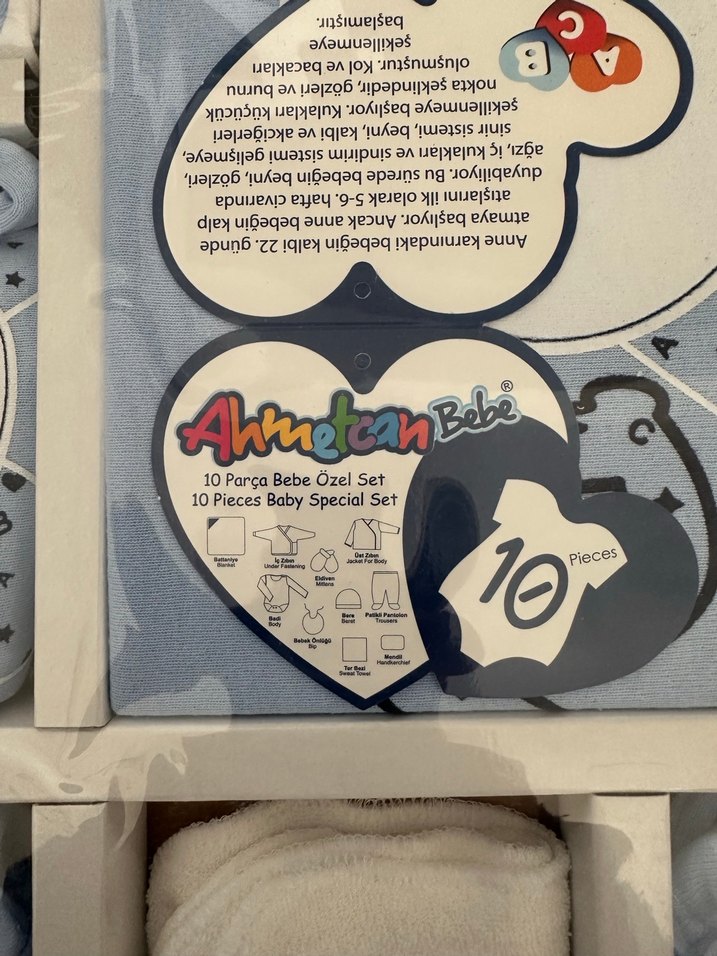 Anne karnındaki bebeğin kalbi 22. günde
atmaya başlıyor. Ancak anne bebeğin kalp
atışlarını ilk olarak 5-6. hafta civarında
duyabiliyor. Bu sürede bebeğin beyni, gözleri,
ağzı, iç kulakları ve sindirim sistemi gelişmeye,
sinir sistemi, beyni, kalbi ve akciğerleri
şekillenmeye başlıyor. Kulakları küçücük
nokta şeklindedir, gözleri ve burnu
oluşmuştur. Kol ve bacakları
şekillenmeye
başlamıştır.
A
C
B
Ahmetcan Bebe®
10 Parça Bebe Özel Set
10 Pieces Baby Special Set
Battaniye
Blanket
İç Zıbın
Under Fastening
Eldiven
Mittens
Üst Zıbın
Jacket For Body
Badi
Body
Bebek Önlüğü
Bip
Bere
Berat
Patikli Pantolon
Trousers
Ter Bezi
Sweat Towel
Mendil
Handkerchief
10 Pieces
A
B
A